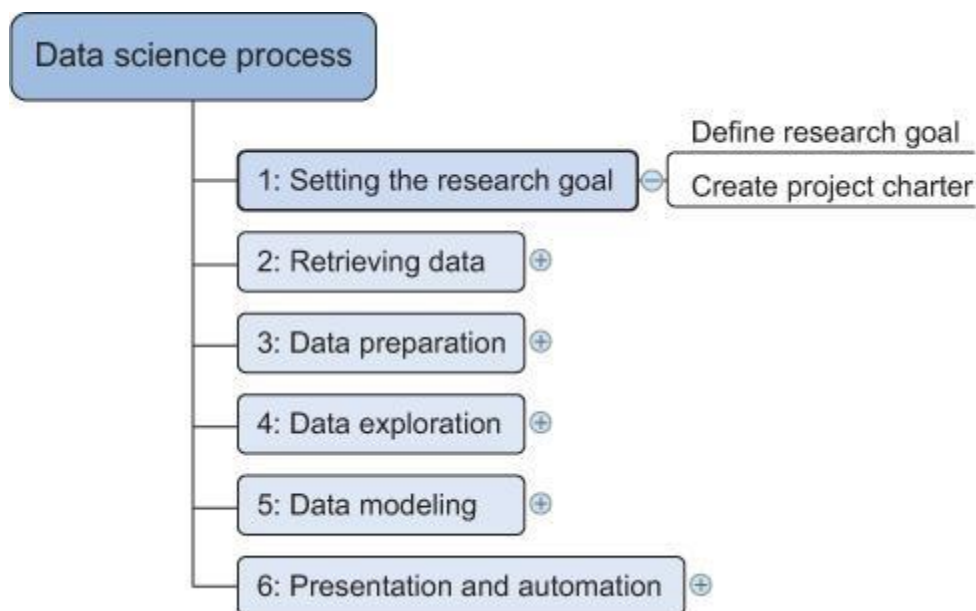 Data science process
Define research goal
1: Setting the research goal
Create project charter
2: Retrieving data
3: Data preparation
4: Data exploration
5: Data modeling
6: Presentation and automation